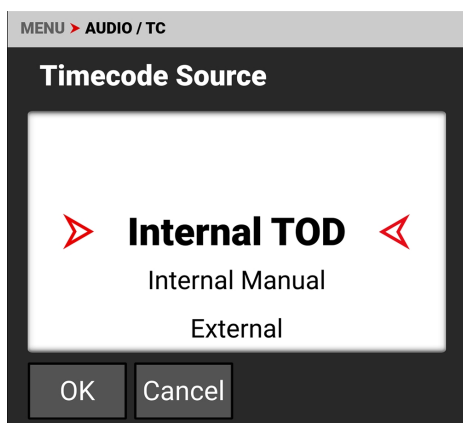 MENU ➤ AUDIO / TC
Timecode Source
Internal TOD
Internal Manual
External
OK Cancel